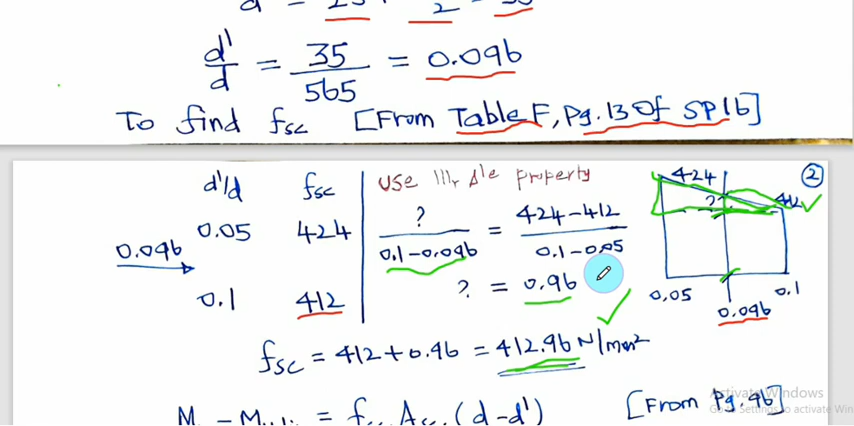 d'/d = 35/565 = 0.096
To find fsc [From Table F, Pg. 13 Of SP16]
d'/d fsc
0.05 424
0.096
0.1 412
use |||r Δle property
?/(0.1-0.096) = (424-412)/(0.1-0.05)
? = 0.96
2
424
?
412
0.05 0.096 0.1
fsc = 412+0.96 = 412.96 N/mm²
(d-d') [From Pg. 96]
Activate Windows
Go to Settings to activate Win